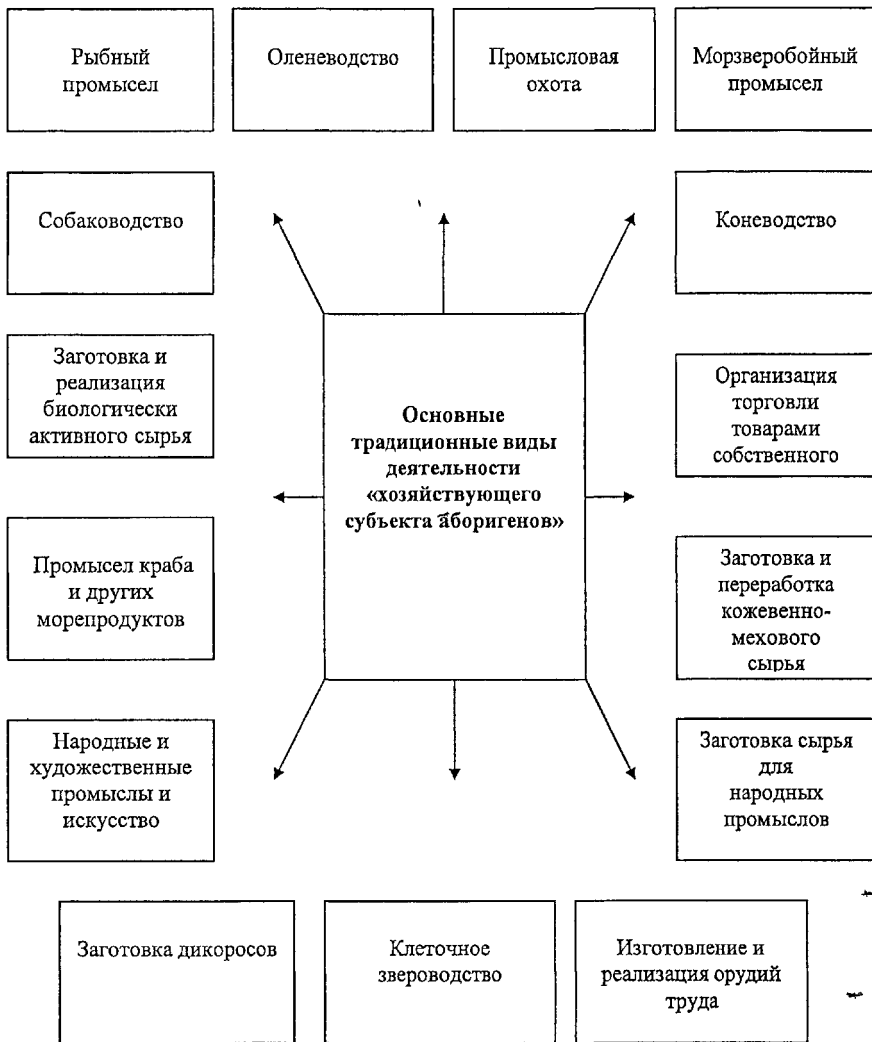 Рыбный
промысел
Оленеводство
Промысловая
охота
Морзверобойный
промысел
Собаководство
Коневодство
Заготовка и
реализация
биологически
активного сырья
Основные
традиционные виды
деятельности
«хозяйствующего
субъекта аборигенов»
Организация
торговли
товарами
собственного
Промысел краба
и других
морепродуктов
Заготовка и
переработка
кожевенно-
мехового
сырья
Народные и
художественные
промыслы и
искусство
Заготовка сырья
для
народных
промыслов
Заготовка дикоросов
Клеточное
звероводство
Изготовление и
реализация орудий
труда